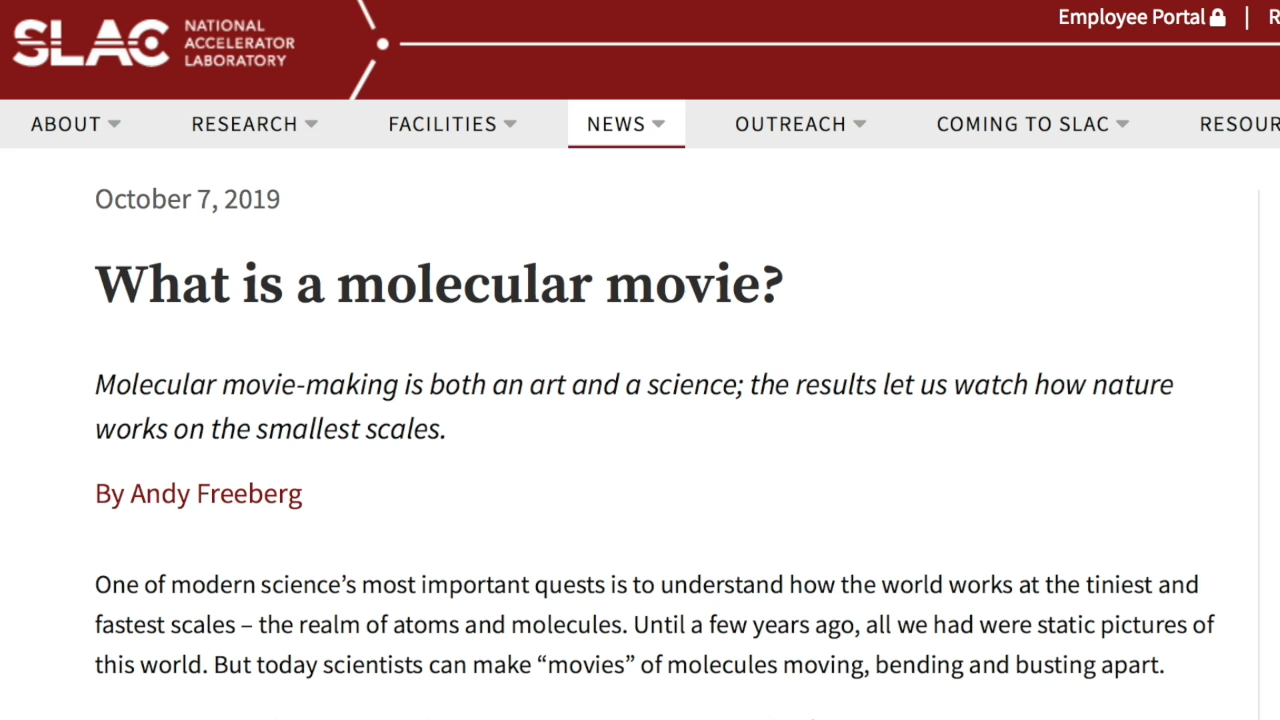 SLAC NATIONAL
ACCELERATOR
LABORATORY
Employee Portal |
ABOUT RESEARCH FACILITIES NEWS OUTREACH COMING TO SLAC RESOUR
October 7, 2019
What is a molecular movie?
Molecular movie-making is both an art and a science; the results let us watch how nature
works on the smallest scales.
By Andy Freeberg
One of modern science’s most important quests is to understand how the world works at the tiniest and
fastest scales – the realm of atoms and molecules. Until a few years ago, all we had were static pictures of
this world. But today scientists can make “movies” of molecules moving, bending and busting apart.